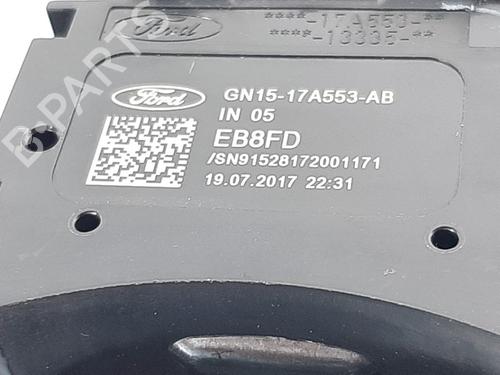 Ford
****-17A553-**
****-13335-**
Ford
GN15-17A553-AB
IN 05
EB8FD
/SN91528172001171
19.07.2017 22:31
B-PARTS